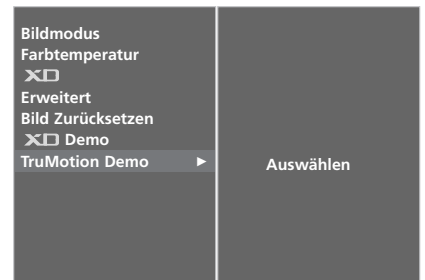 Bildmodus
Farbtemperatur
XD
Erweitert
Bild Zurücksetzen
XD Demo
TruMotion Demo ►
Auswählen